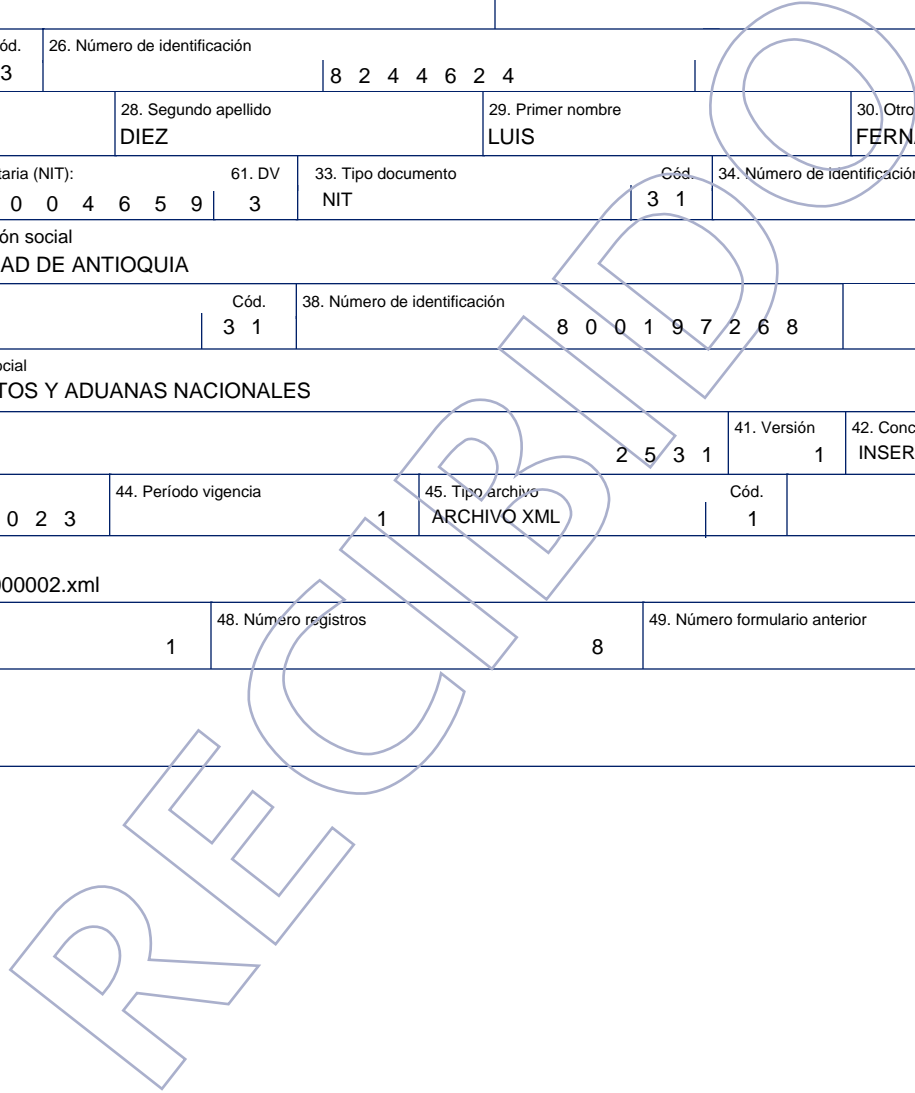 ód. 26. Número de identificación
3 8 2 4 4 6 2 4
28. Segundo apellido 29. Primer nombre 30. Otro
DIEZ LUIS FERN
taria (NIT): 61. DV 33. Tipo documento Cód. 34. Número de identificación
0 0 4 6 5 9 3 NIT 3 1
ón social
AD DE ANTIOQUIA
Cód. 38. Número de identificación
3 1 8 0 0 1 9 7 2 6 8
ocial
TOS Y ADUANAS NACIONALES
41. Versión 42. Conc
2 5 3 1 1 INSER
44. Período vigencia 45. Tipo archivo Cód.
0 2 3 1 ARCHIVO XML 1
000002.xml
48. Número registros 49. Número formulario anterior
1 8
RECIBIDO